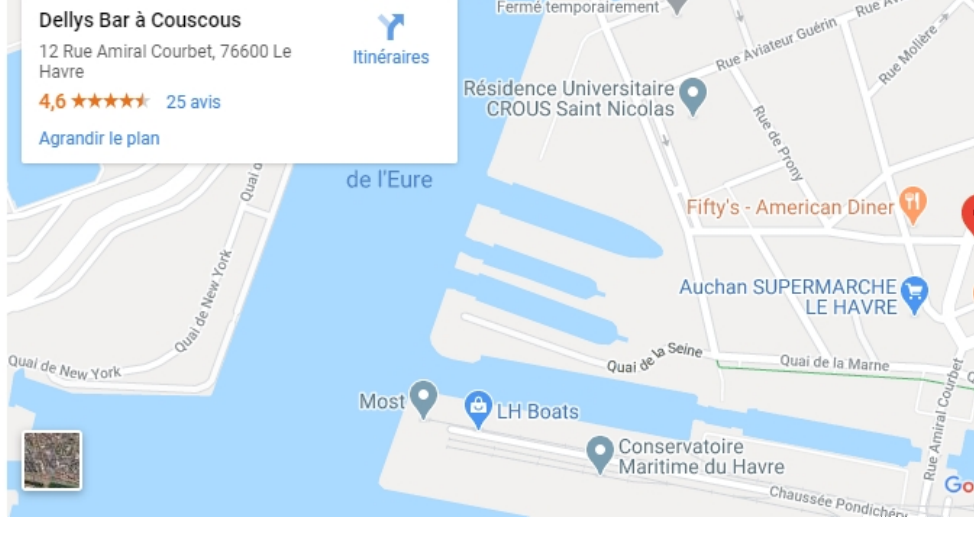 Fermé temporairement
Dellys Bar à Couscous
12 Rue Amiral Courbet, 76600 Le
Havre
Itinéraires
4,6
25 avis
Agrandir le plan
Rue Aviateur Guérin
Rue Molière
Résidence Universitaire
CROUS Saint Nicolas
Rue de Prony
de l'Eure
Fifty's - American Diner
Quai de New York
Auchan SUPERMARCHE
LE HAVRE
Quai de la Seine
Quai de la Marne
Quai de New York
Most
LH Boats
Rue Amiral Courbet
Conservatoire
Maritime du Havre
Chaussée Pondichéry